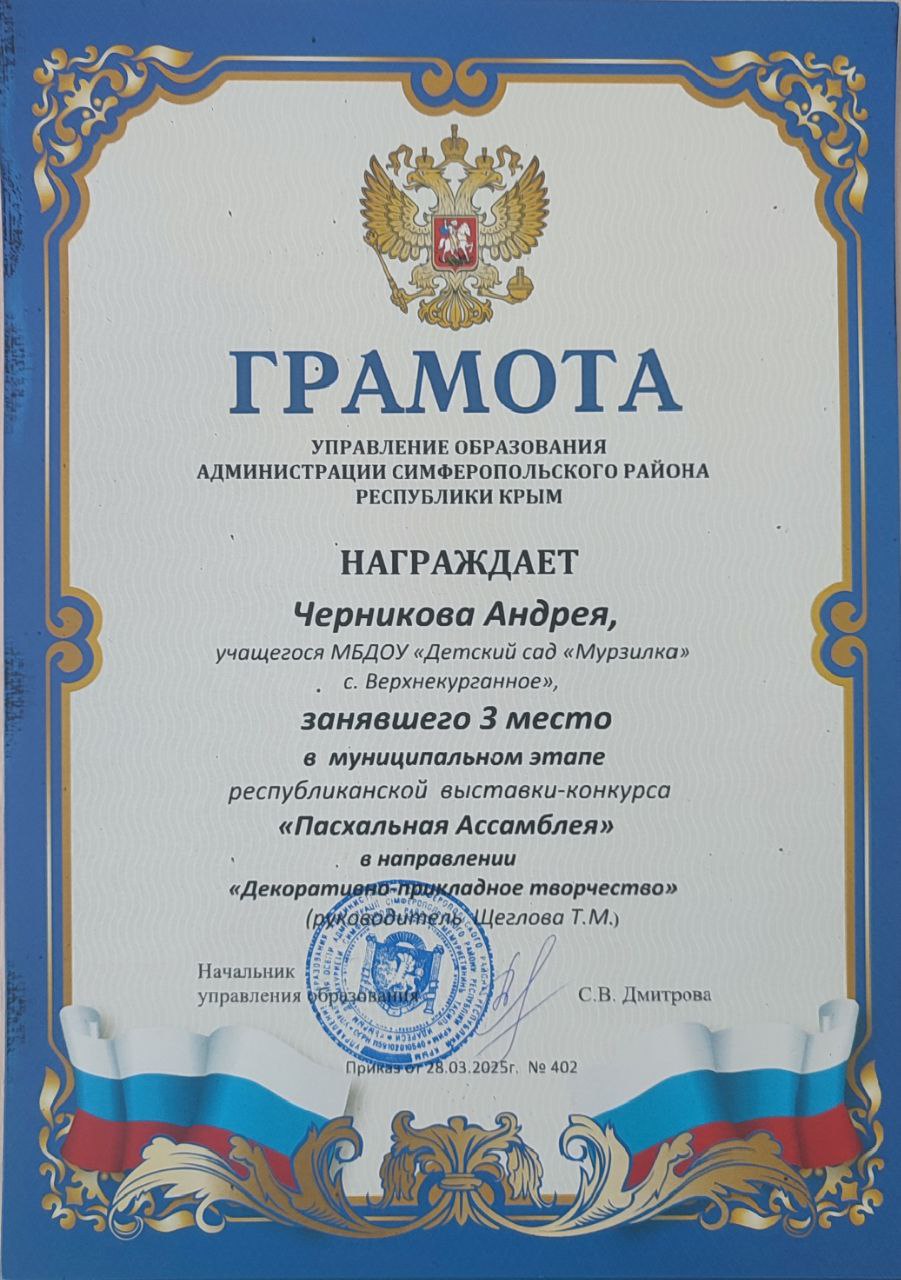 ГРАМОТА
УПРАВЛЕНИЕ ОБРАЗОВАНИЯ
АДМИНИСТРАЦИИ СИМФЕРОПОЛЬСКОГО РАЙОНА
РЕСПУБЛИКИ КРЫМ
НАГРАЖДАЕТ
Черникова Андрея,
учащегося МБДОУ «Детский сад «Мурзилка»
с. Верхнекурганное»,
занявшего 3 место
в муниципальном этапе
республиканской выставки-конкурса
«Пасхальная Ассамблея»
в направлении
«Декоративно-прикладное творчество»
(руководитель Щеглова Т.М.)
Начальник
управления образования
С.В. Дмитрова
Приказ от 28.03.2025г. № 402